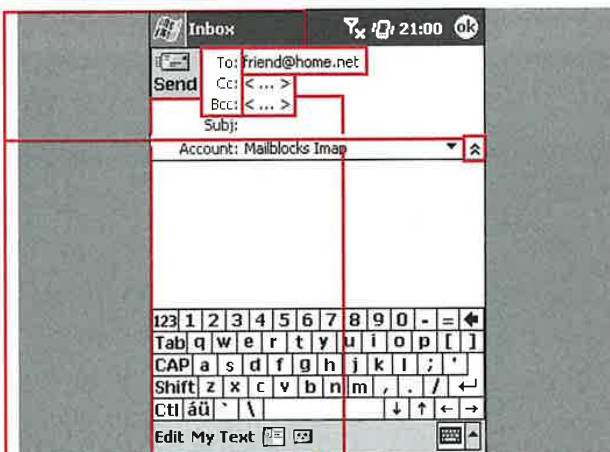 Inbox 21:00 ok
To: friend@home.net
Send Cc: < ... >
Bcc: < ... >
Subj:
Account: Mailblocks Imap
123 1 2 3 4 5 6 7 8 9 0 - =
Tab q w e r t y u i o p [ ]
CAP a s d f g h j k l ; '
Shift z x c v b n m , . /
Ctl áü ` \
Edit My Text